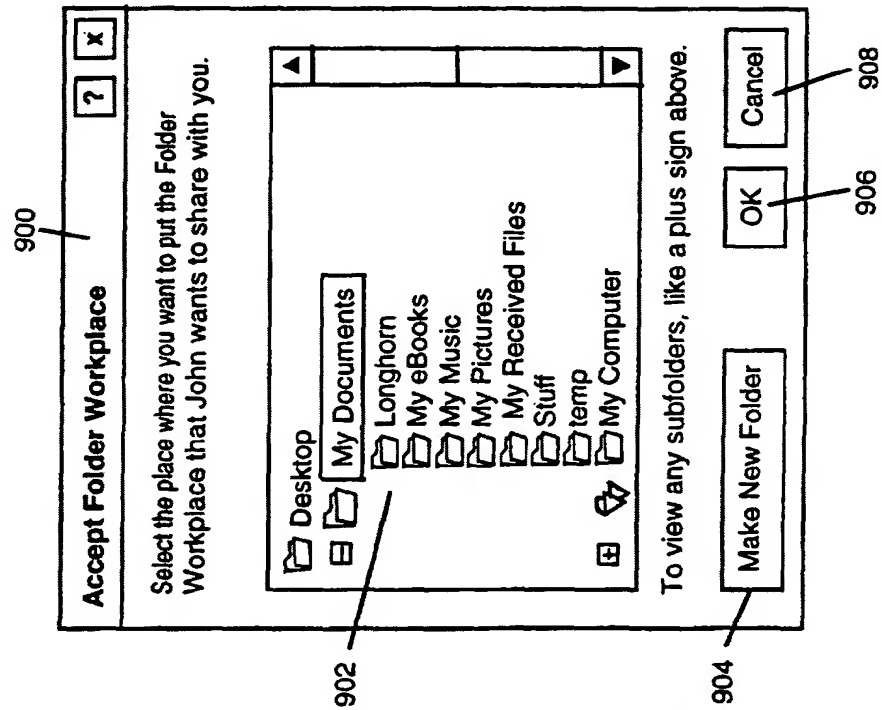 900
Accept Folder Workplace
? x
Select the place where you want to put the Folder
Workplace that John wants to share with you.
902
Desktop
My Documents
Longhorn
My eBooks
My Music
My Pictures
My Received Files
Stuff
temp
My Computer
To view any subfolders, like a plus sign above.
904
Make New Folder
OK
Cancel
906
908